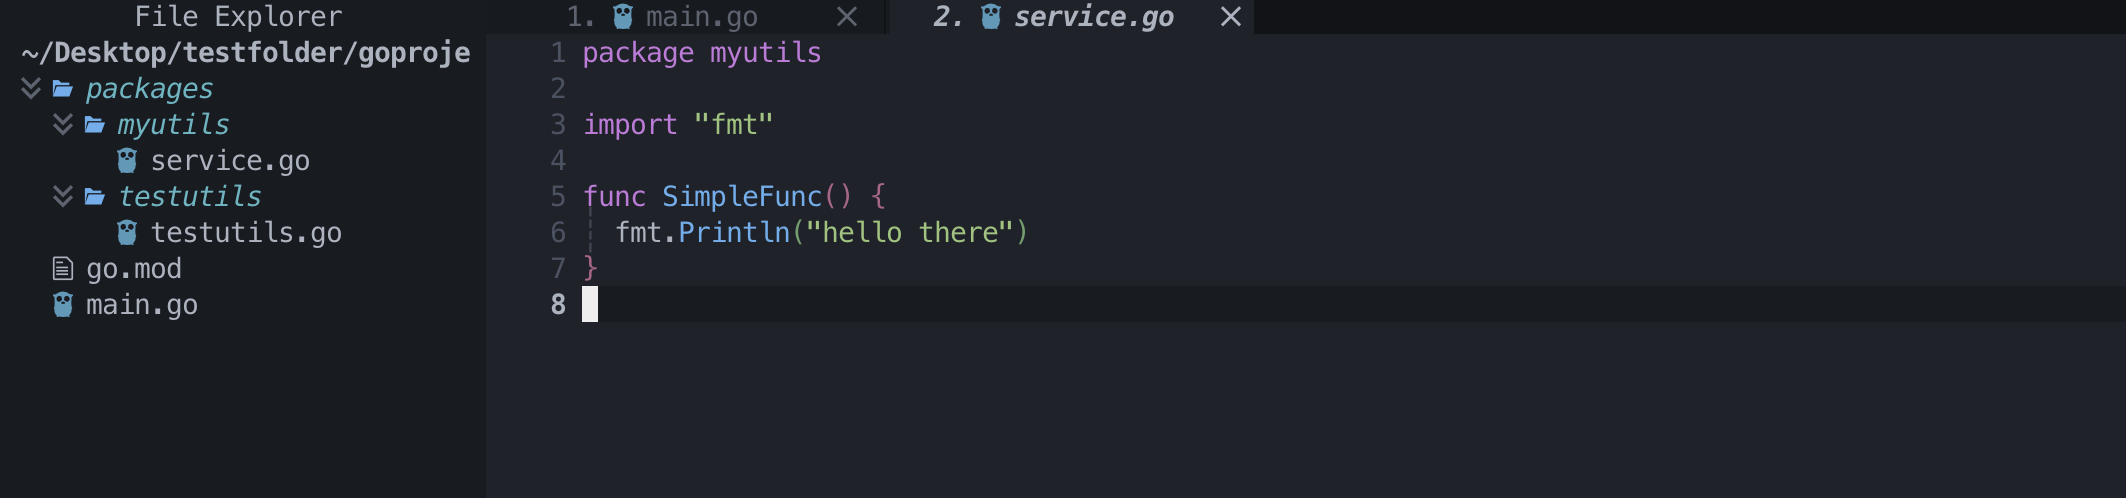 File Explorer
~/Desktop/testfolder/goproje
packages
myutils
service.go
testutils
testutils.go
go.mod
main.go
1. main.go
2. service.go
1 package myutils
2
3 import "fmt"
4
5 func SimpleFunc() {
6 fmt.Println("hello there")
7 }
8